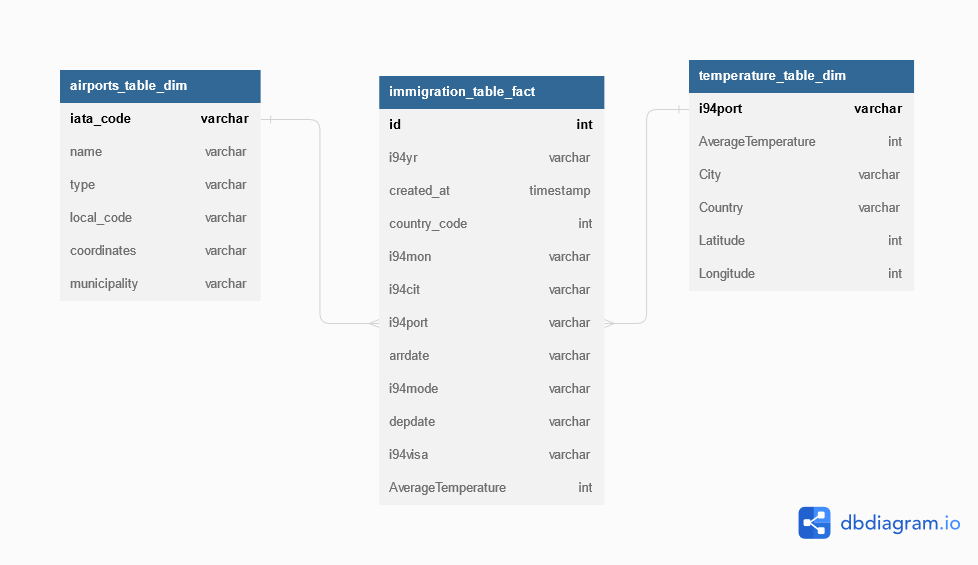 airports_table_dim
iata_code varchar
name varchar
type varchar
local_code varchar
coordinates varchar
municipality varchar
immigration_table_fact
id int
i94yr varchar
created_at timestamp
country_code int
i94mon varchar
i94cit varchar
i94port varchar
arrdate varchar
i94mode varchar
depdate varchar
i94visa varchar
AverageTemperature int
temperature_table_dim
i94port varchar
AverageTemperature int
City varchar
Country varchar
Latitude int
Longitude int
dbdiagram.io